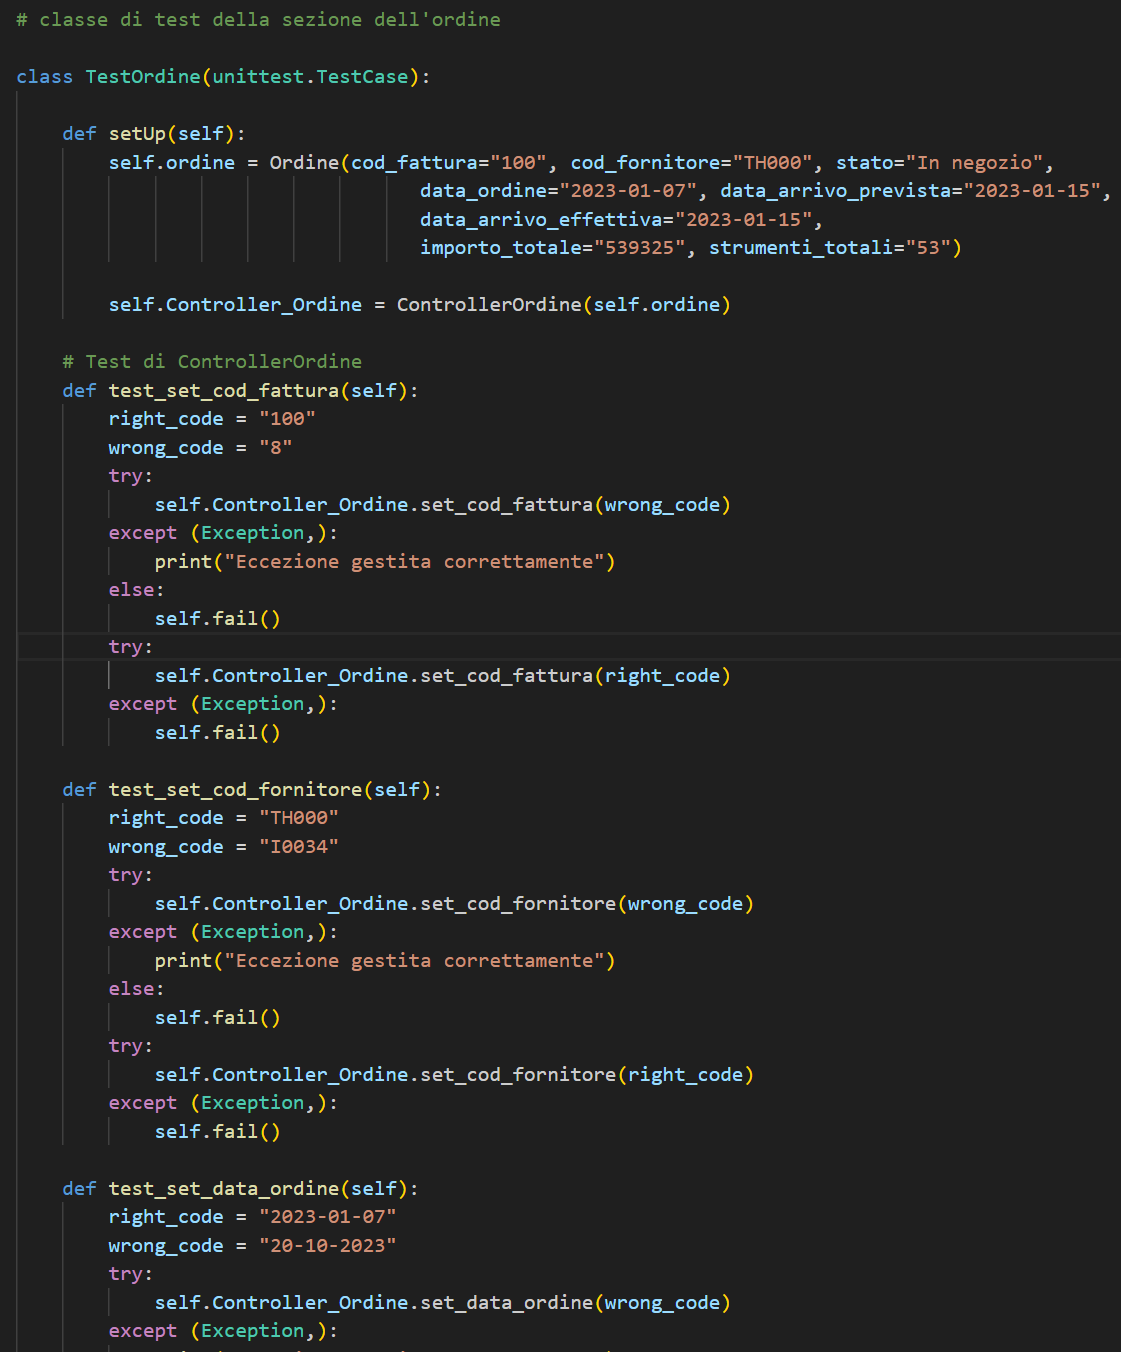 # classe di test della sezione dell'ordine
class TestOrdine(unittest.TestCase):
def setUp(self):
self.ordine = Ordine(cod_fattura="100", cod_fornitore="TH000", stato="In negozio",
data_ordine="2023-01-07", data_arrivo_prevista="2023-01-15",
data_arrivo_effettiva="2023-01-15",
importo_totale="539325", strumenti_totali="53")
self.Controller_Ordine = ControllerOrdine(self.ordine)
# Test di ControllerOrdine
def test_set_cod_fattura(self):
right_code = "100"
wrong_code = "8"
try:
self.Controller_Ordine.set_cod_fattura(wrong_code)
except (Exception,):
print("Eccezione gestita correttamente")
else:
self.fail()
try:
self.Controller_Ordine.set_cod_fattura(right_code)
except (Exception,):
self.fail()
def test_set_cod_fornitore(self):
right_code = "TH000"
wrong_code = "I0034"
try:
self.Controller_Ordine.set_cod_fornitore(wrong_code)
except (Exception,):
print("Eccezione gestita correttamente")
else:
self.fail()
try:
self.Controller_Ordine.set_cod_fornitore(right_code)
except (Exception,):
self.fail()
def test_set_data_ordine(self):
right_code = "2023-01-07"
wrong_code = "20-10-2023"
try:
self.Controller_Ordine.set_data_ordine(wrong_code)
except (Exception,):